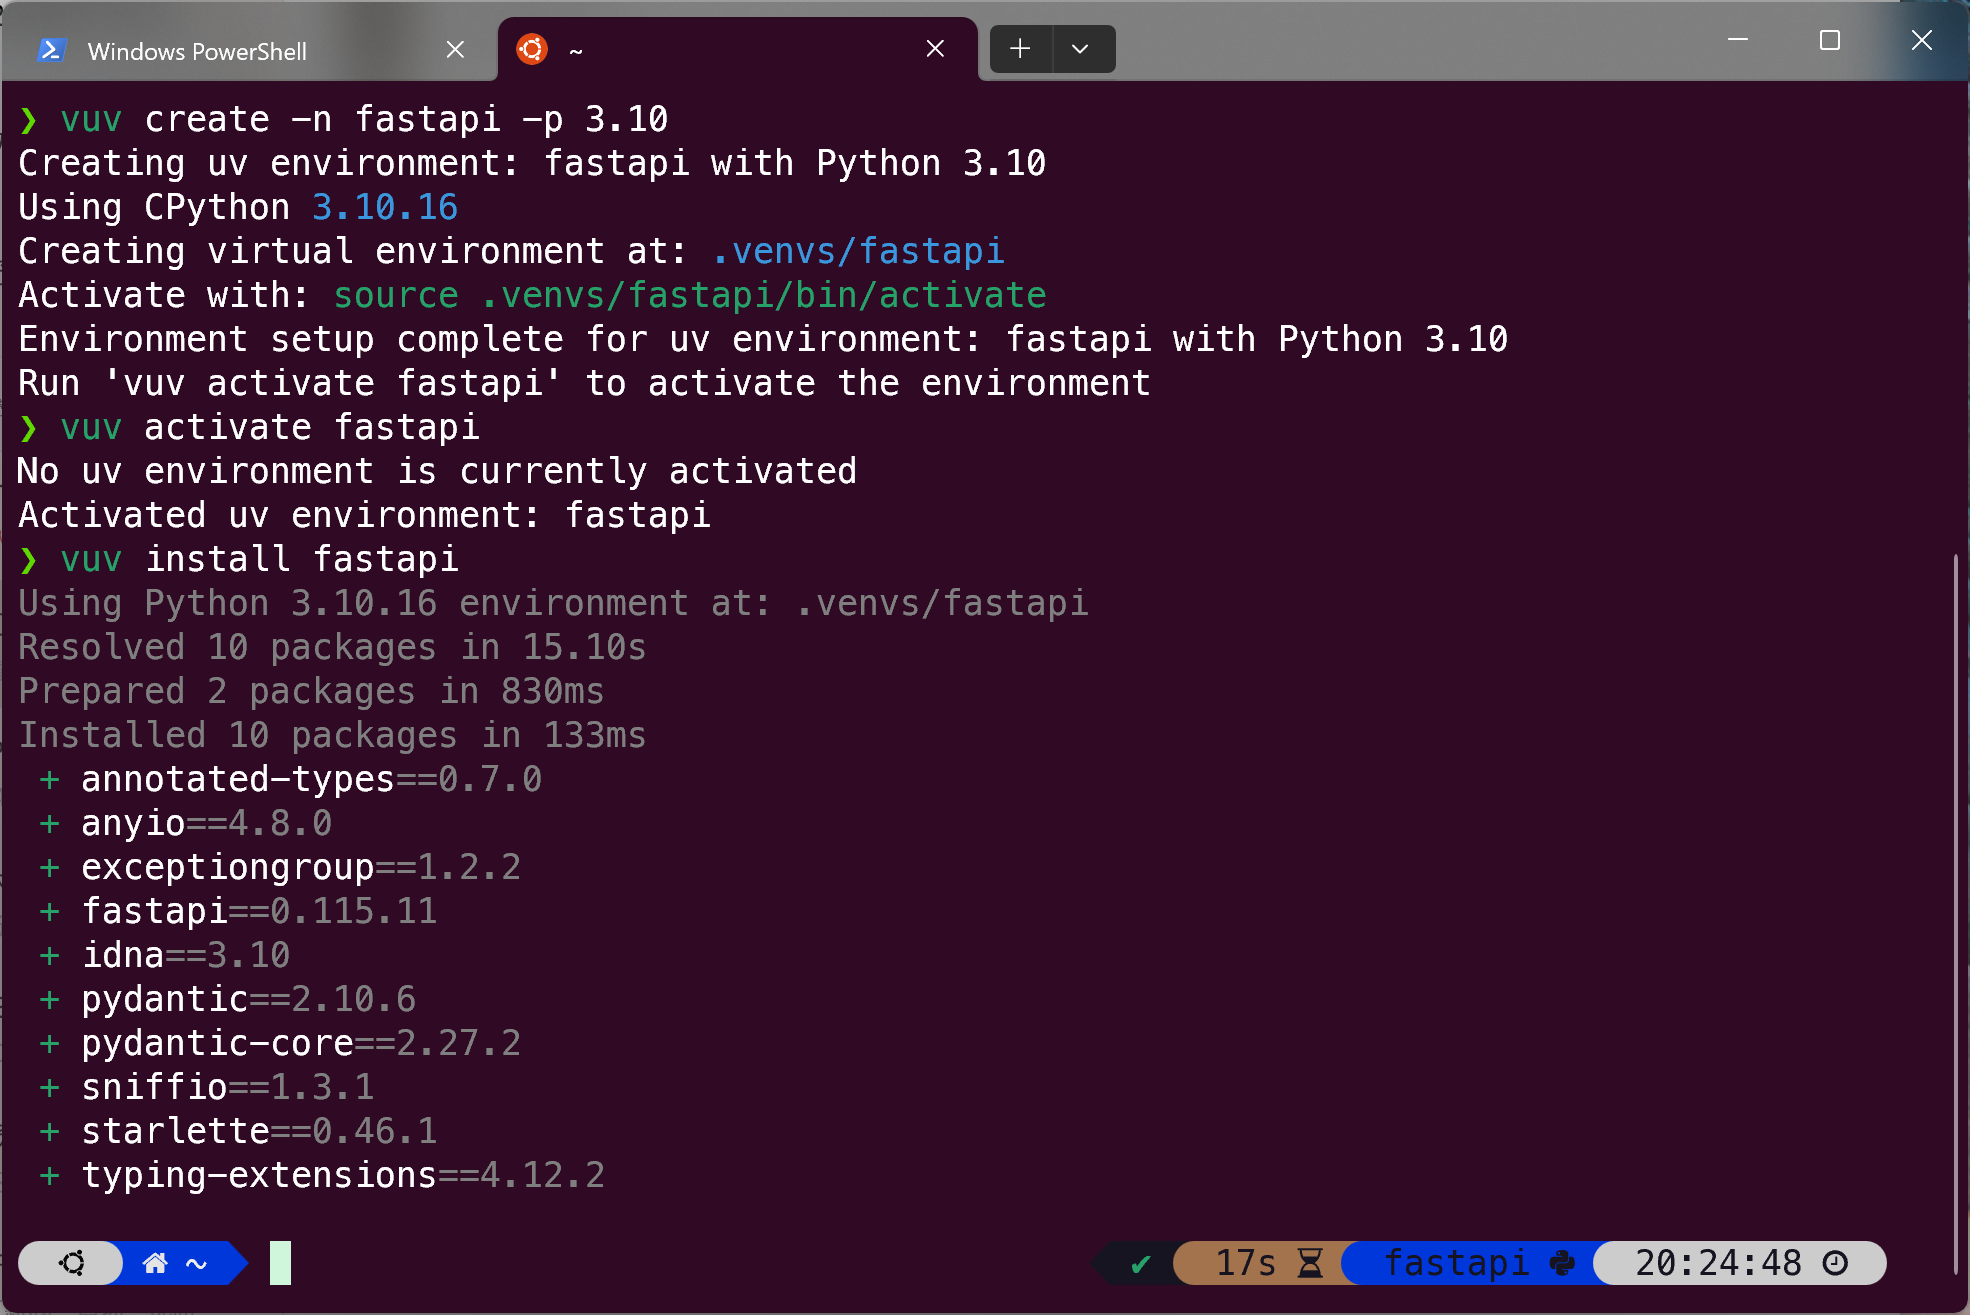 Windows PowerShell
~
❯ vuv create -n fastapi -p 3.10
Creating uv environment: fastapi with Python 3.10
Using CPython 3.10.16
Creating virtual environment at: .venvs/fastapi
Activate with: source .venvs/fastapi/bin/activate
Environment setup complete for uv environment: fastapi with Python 3.10
Run 'vuv activate fastapi' to activate the environment
❯ vuv activate fastapi
No uv environment is currently activated
Activated uv environment: fastapi
❯ vuv install fastapi
Using Python 3.10.16 environment at: .venvs/fastapi
Resolved 10 packages in 15.10s
Prepared 2 packages in 830ms
Installed 10 packages in 133ms
 + annotated-types==0.7.0
 + anyio==4.8.0
 + exceptiongroup==1.2.2
 + fastapi==0.115.11
 + idna==3.10
 + pydantic==2.10.6
 + pydantic-core==2.27.2
 + sniffio==1.3.1
 + starlette==0.46.1
 + typing-extensions==4.12.2
~ ✔ 17s fastapi 20:24:48